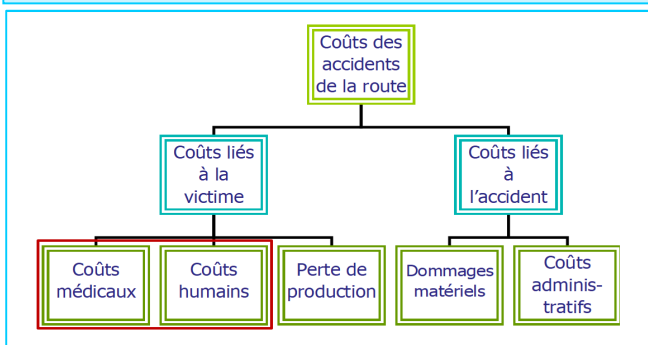 Coûts des
accidents
de la route
Coûts liés
à la
victime
Coûts liés
à
l'accident
Coûts
médicaux
Coûts
humains
Perte de
production
Dommages
matériels
Coûts
adminis-
tratifs